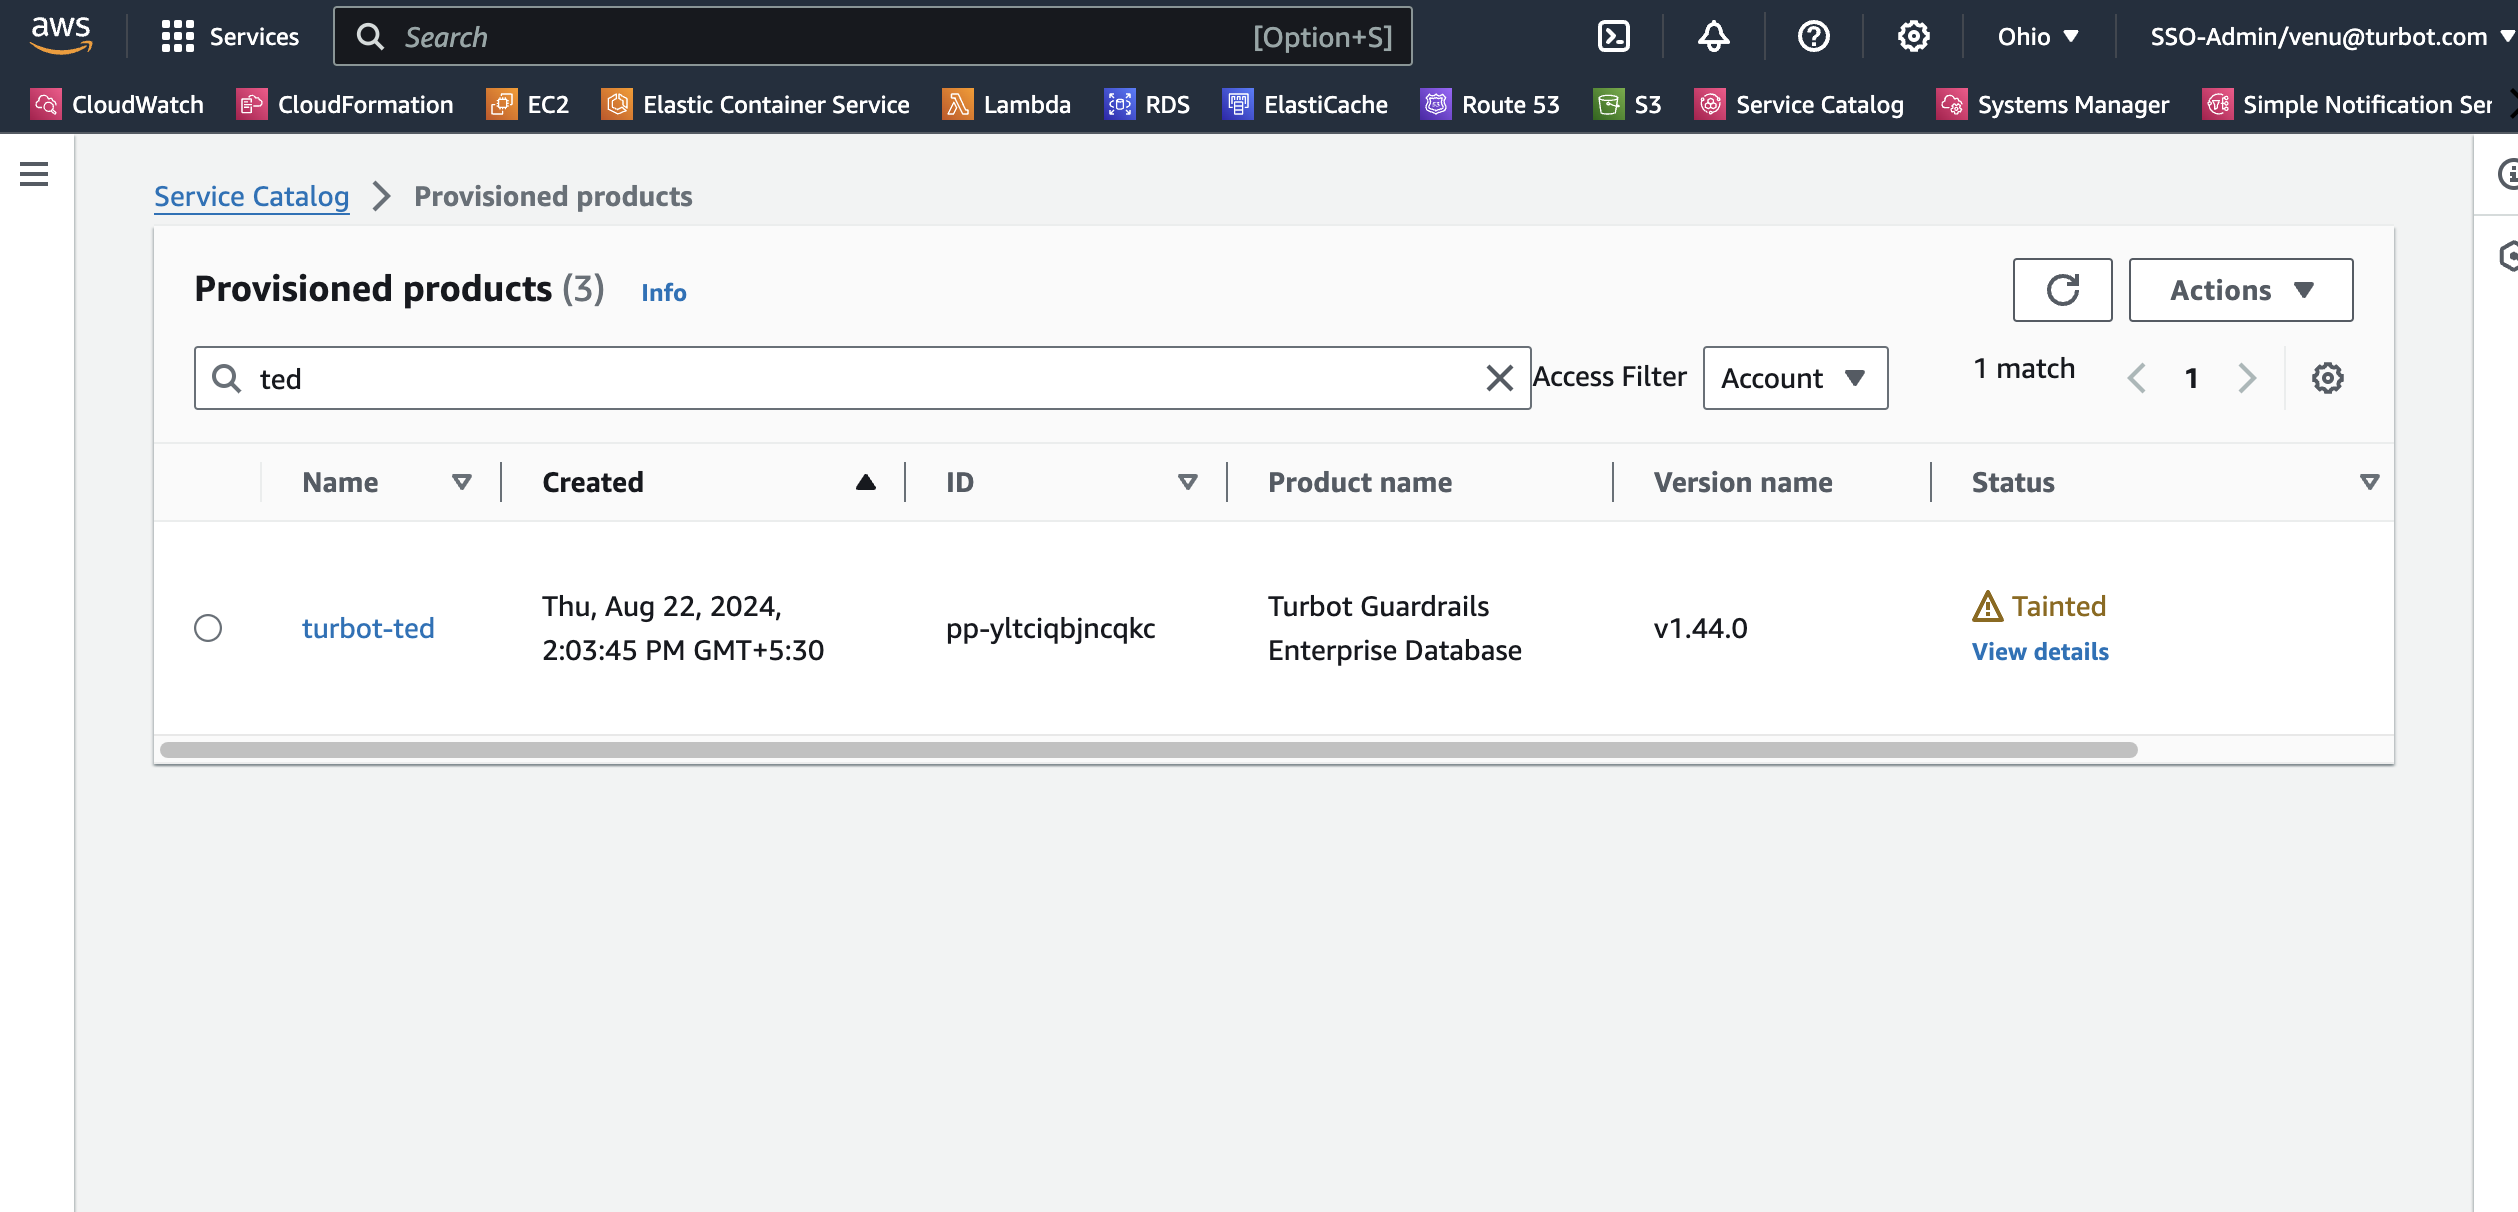 aws Services Search [Option+S] Ohio SSO-Admin/venu@turbot.com
CloudWatch CloudFormation EC2 Elastic Container Service Lambda RDS ElastiCache Route 53 S3 Service Catalog Systems Manager Simple Notification Ser
Service Catalog Provisioned products
Provisioned products (3) Info Actions
ted Access Filter Account 1 match 1
Name Created ID Product name Version name Status
turbot-ted
Thu, Aug 22, 2024,
2:03:45 PM GMT+5:30
pp-yltciqbjncqkc
Turbot Guardrails
Enterprise Database
v1.44.0
Tainted
View details